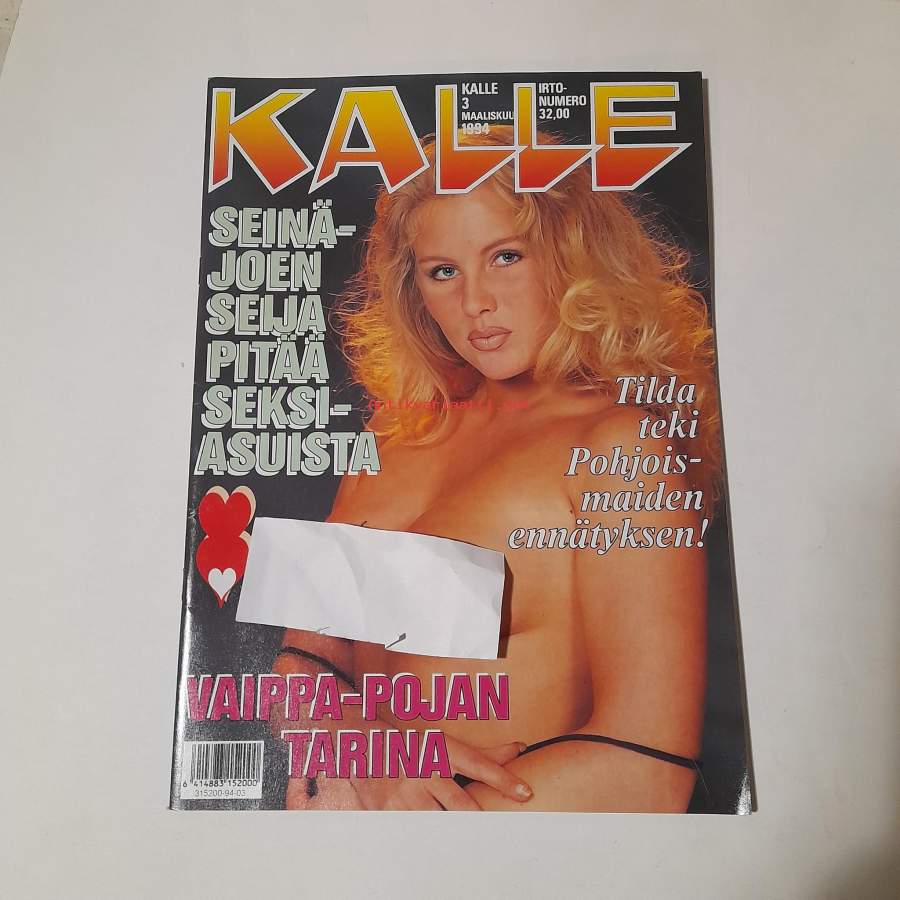 KALLE
KALLE
3
MAALISKUU
1994
IRTO-
NUMERO
32,00
SEINÄ-
JOEN
SEIJA
PITÄÄ
SEKSI-
ASUISTA
Tilda
teki
Pohjois-
maiden
ennätyksen!
VAIPPA-POJAN
TARINA
6 414883 152000
315200-94-03